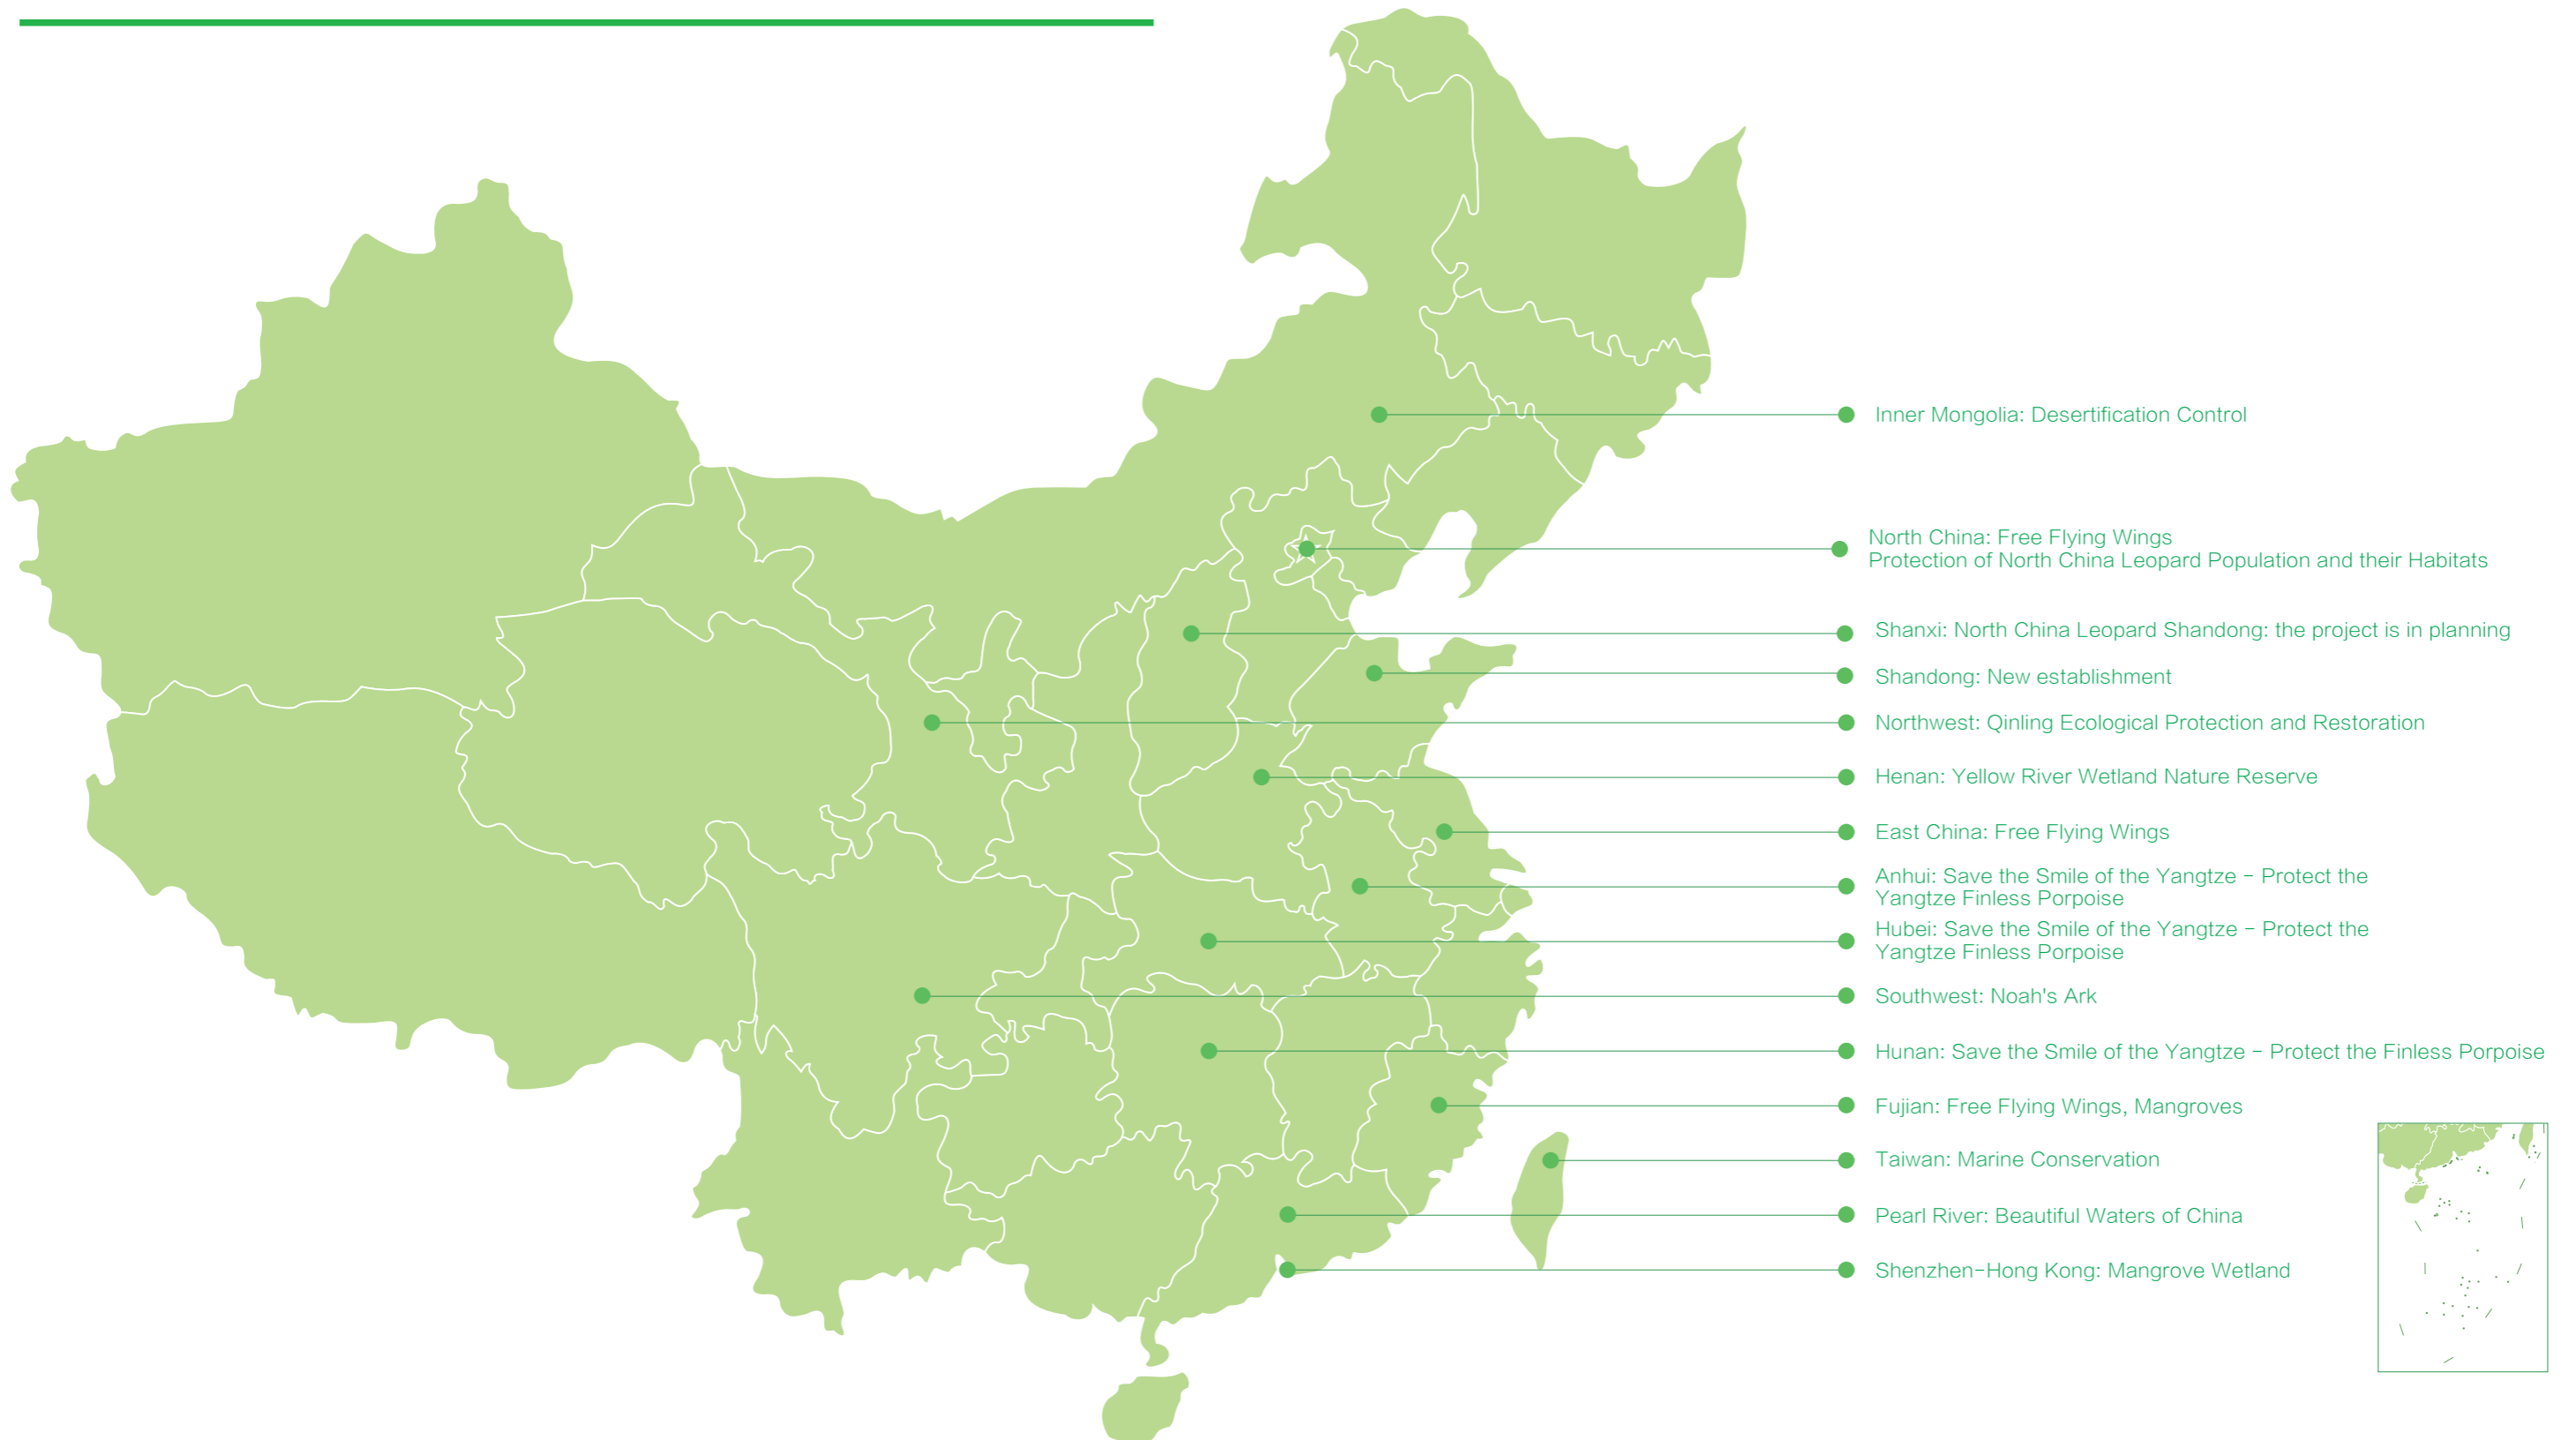 Inner Mongolia: Desertification Control
North China: Free Flying Wings
Protection of North China Leopard Population and their Habitats
Shanxi: North China Leopard Shandong: the project is in planning
Shandong: New establishment
Northwest: Qinling Ecological Protection and Restoration
Henan: Yellow River Wetland Nature Reserve
East China: Free Flying Wings
Anhui: Save the Smile of the Yangtze - Protect the
Yangtze Finless Porpoise
Hubei: Save the Smile of the Yangtze - Protect the
Yangtze Finless Porpoise
Southwest: Noah's Ark
Hunan: Save the Smile of the Yangtze - Protect the Finless Porpoise
Fujian: Free Flying Wings, Mangroves
Taiwan: Marine Conservation
Pearl River: Beautiful Waters of China
Shenzhen-Hong Kong: Mangrove Wetland